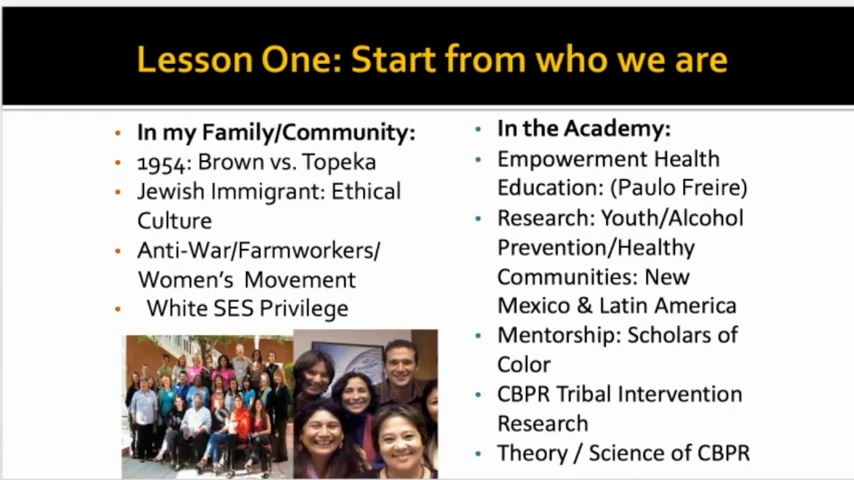 Lesson One: Start from who we are
In my Family/Community:
1954: Brown vs. Topeka
Jewish Immigrant: Ethical
Culture
Anti-War/Farmworkers/
Women's Movement
White SES Privilege
In the Academy:
Empowerment Health
Education: (Paulo Freire)
Research: Youth/Alcohol
Prevention/Healthy
Communities: New
Mexico & Latin America
Mentorship: Scholars of
Color
CBPR Tribal Intervention
Research
Theory / Science of CBPR